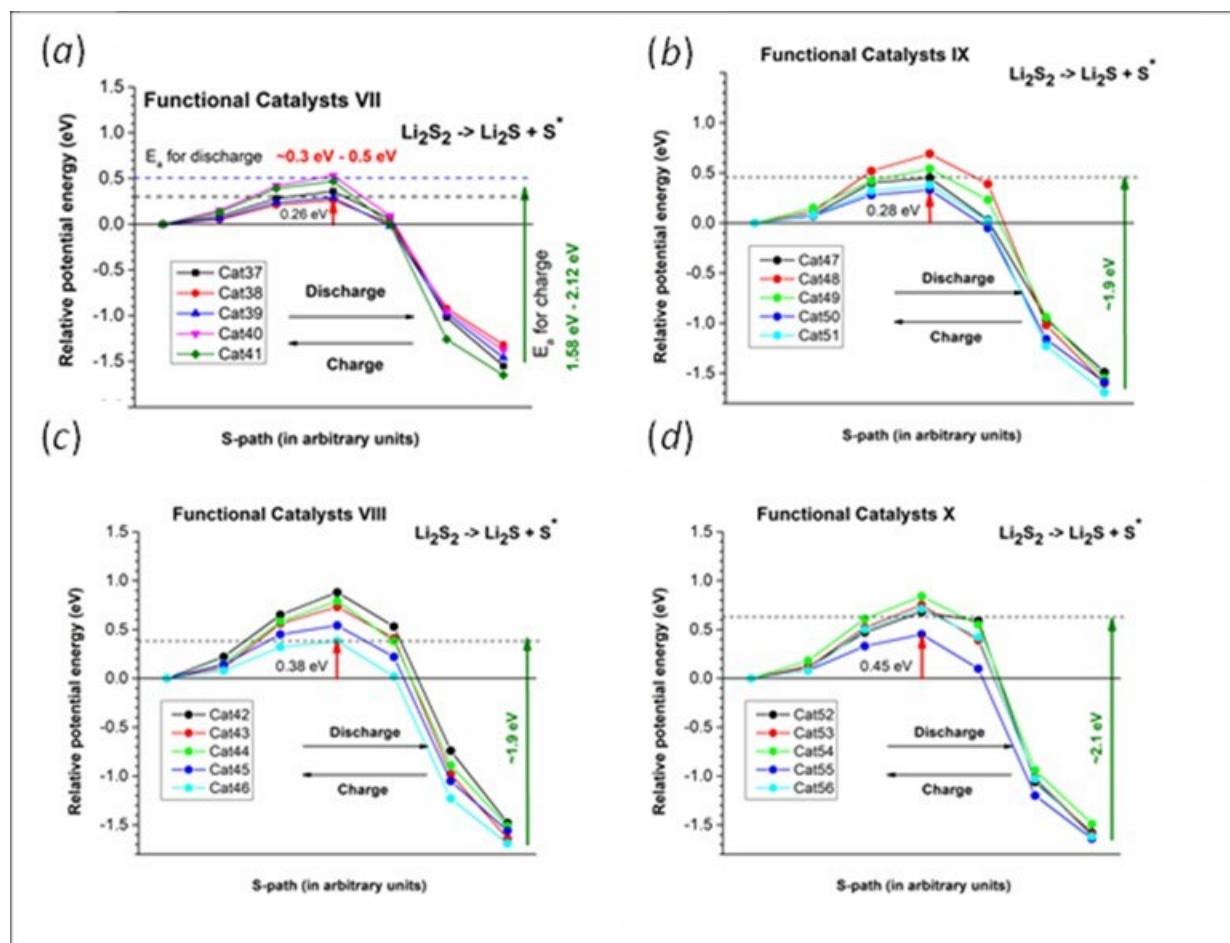 (a)
Functional Catalysts VII
Li2S2 -> Li2S + S*
Ea for discharge ~0.3 eV - 0.5 eV
0.26 eV
Relative potential energy (eV)
1.5
1.0
0.5
0.0
-0.5
-1.0
-1.5
Cat37
Cat38
Cat39
Cat40
Cat41
Discharge
Charge
Ea for charge
1.58 eV - 2.12 eV
S-path (in arbitrary units)
(b)
Functional Catalysts IX
Li2S2 -> Li2S + S*
0.28 eV
Relative potential energy (eV)
1.5
1.0
0.5
0.0
-0.5
-1.0
-1.5
Cat47
Cat48
Cat49
Cat50
Cat51
Discharge
Charge
~1.9 eV
S-path (in arbitrary units)
(c)
Functional Catalysts VIII
Li2S2 -> Li2S + S*
0.38 eV
Relative potential energy (eV)
1.5
1.0
0.5
0.0
-0.5
-1.0
-1.5
Cat42
Cat43
Cat44
Cat45
Cat46
Discharge
Charge
~1.9 eV
S-path (in arbitrary units)
(d)
Functional Catalysts X
Li2S2 -> Li2S + S*
0.45 eV
Relative potential energy (eV)
1.5
1.0
0.5
0.0
-0.5
-1.0
-1.5
Cat52
Cat53
Cat54
Cat55
Cat56
Discharge
Charge
~2.1 eV
S-path (in arbitrary units)